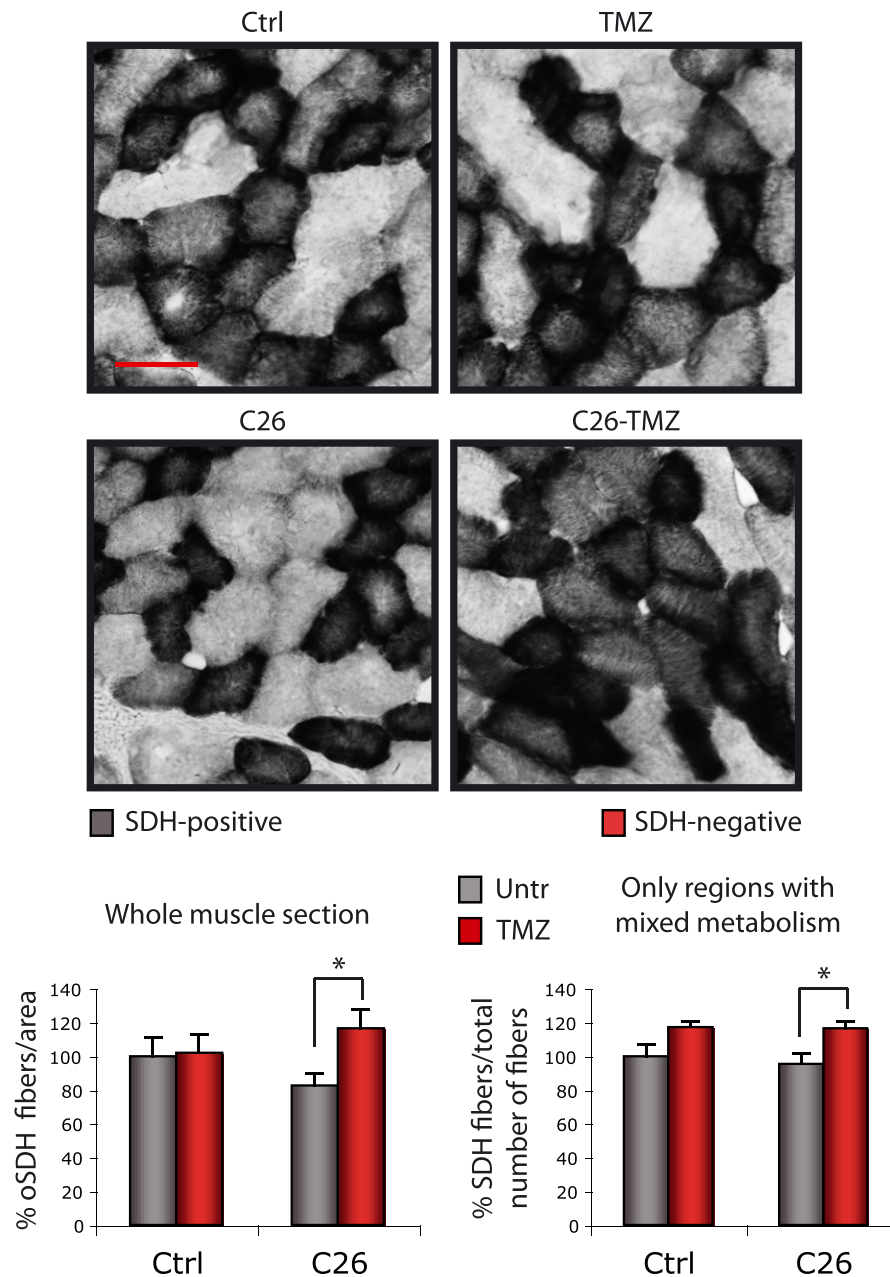 Ctrl
TMZ
C26
C26-TMZ
SDH-positive
SDH-negative
Untr
TMZ
Whole muscle section
Only regions with
mixed metabolism
% oSDH fibers/area
140
120
100
80
60
40
20
0
*
Ctrl
C26
% SDH fibers/total
number of fibers
140
120
100
80
60
40
20
0
*
Ctrl
C26